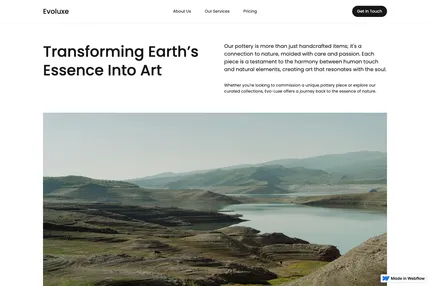 Evoluxe
About Us
Our Services
Pricing
Get In Touch
Transforming Earth's
Essence Into Art
Our pottery is more than just handcrafted items; it's a
connection to nature, molded with care and passion. Each
piece is a testament to the harmony between human touch
and natural elements, creating art that resonates with the soul.
Whether you're looking to commission a unique pottery piece or explore our
curated collections, Evo-Luxe offers a journey back to the essence of nature.
Made in Webflow